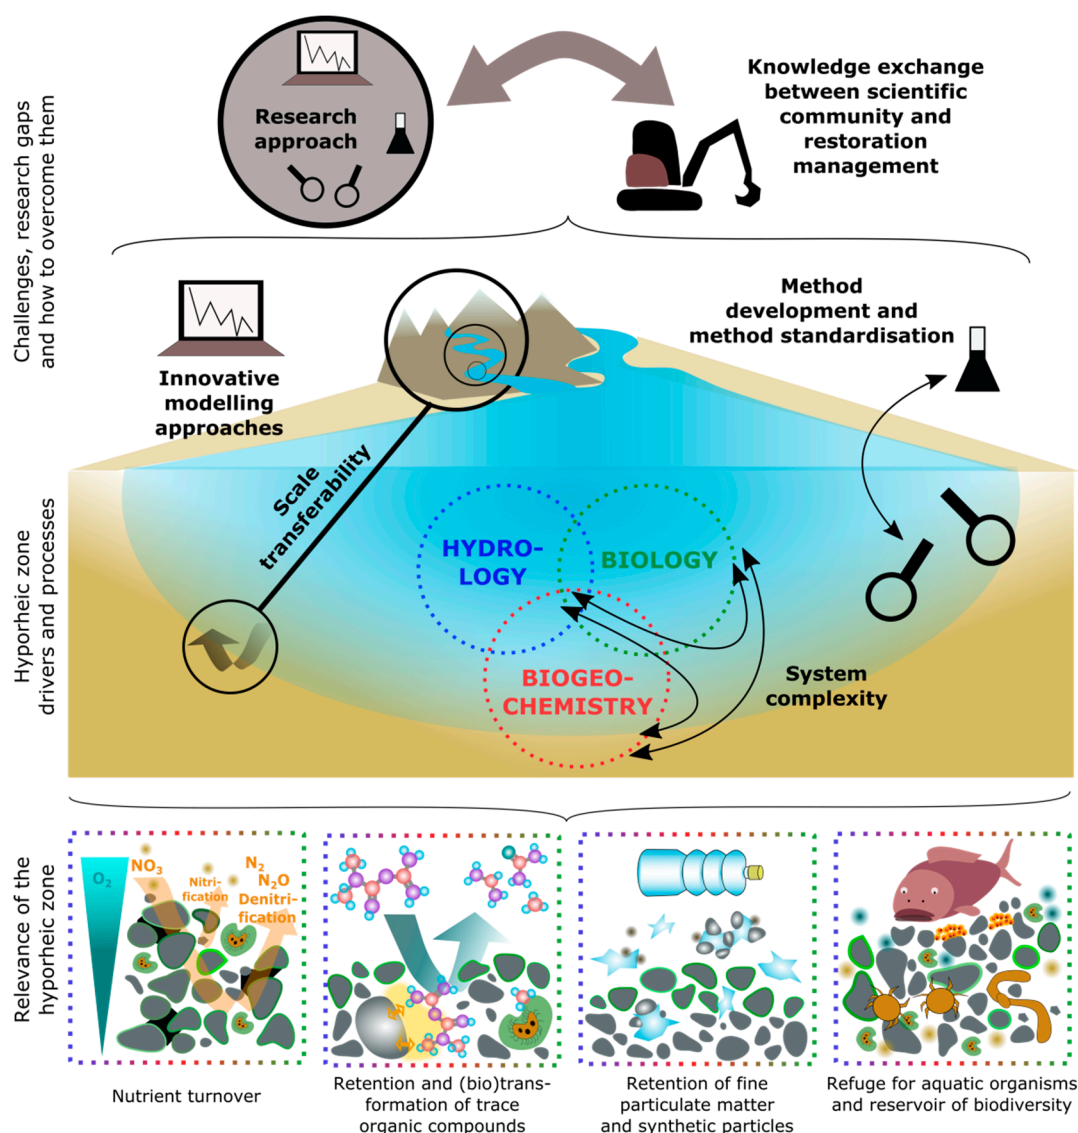 Challenges, research gaps
and how to overcome them
Research
approach
Knowledge exchange
between scientific
community and
restoration
management
Innovative
modelling
approaches
Method
development and
method standardisation
Scale
transferability
Hyporheic zone
drivers and processes
HYDRO-
LOGY
BIOLOGY
BIOGEO-
CHEMISTRY
System
complexity
Relevance of the
hyporheic zone
O2
NO3
Nitri-
fication
N2
N2O
Denitri-
fication
Nutrient turnover
Retention and (bio)trans-
formation of trace
organic compounds
Retention of fine
particulate matter
and synthetic particles
Refuge for aquatic organisms
and reservoir of biodiversity